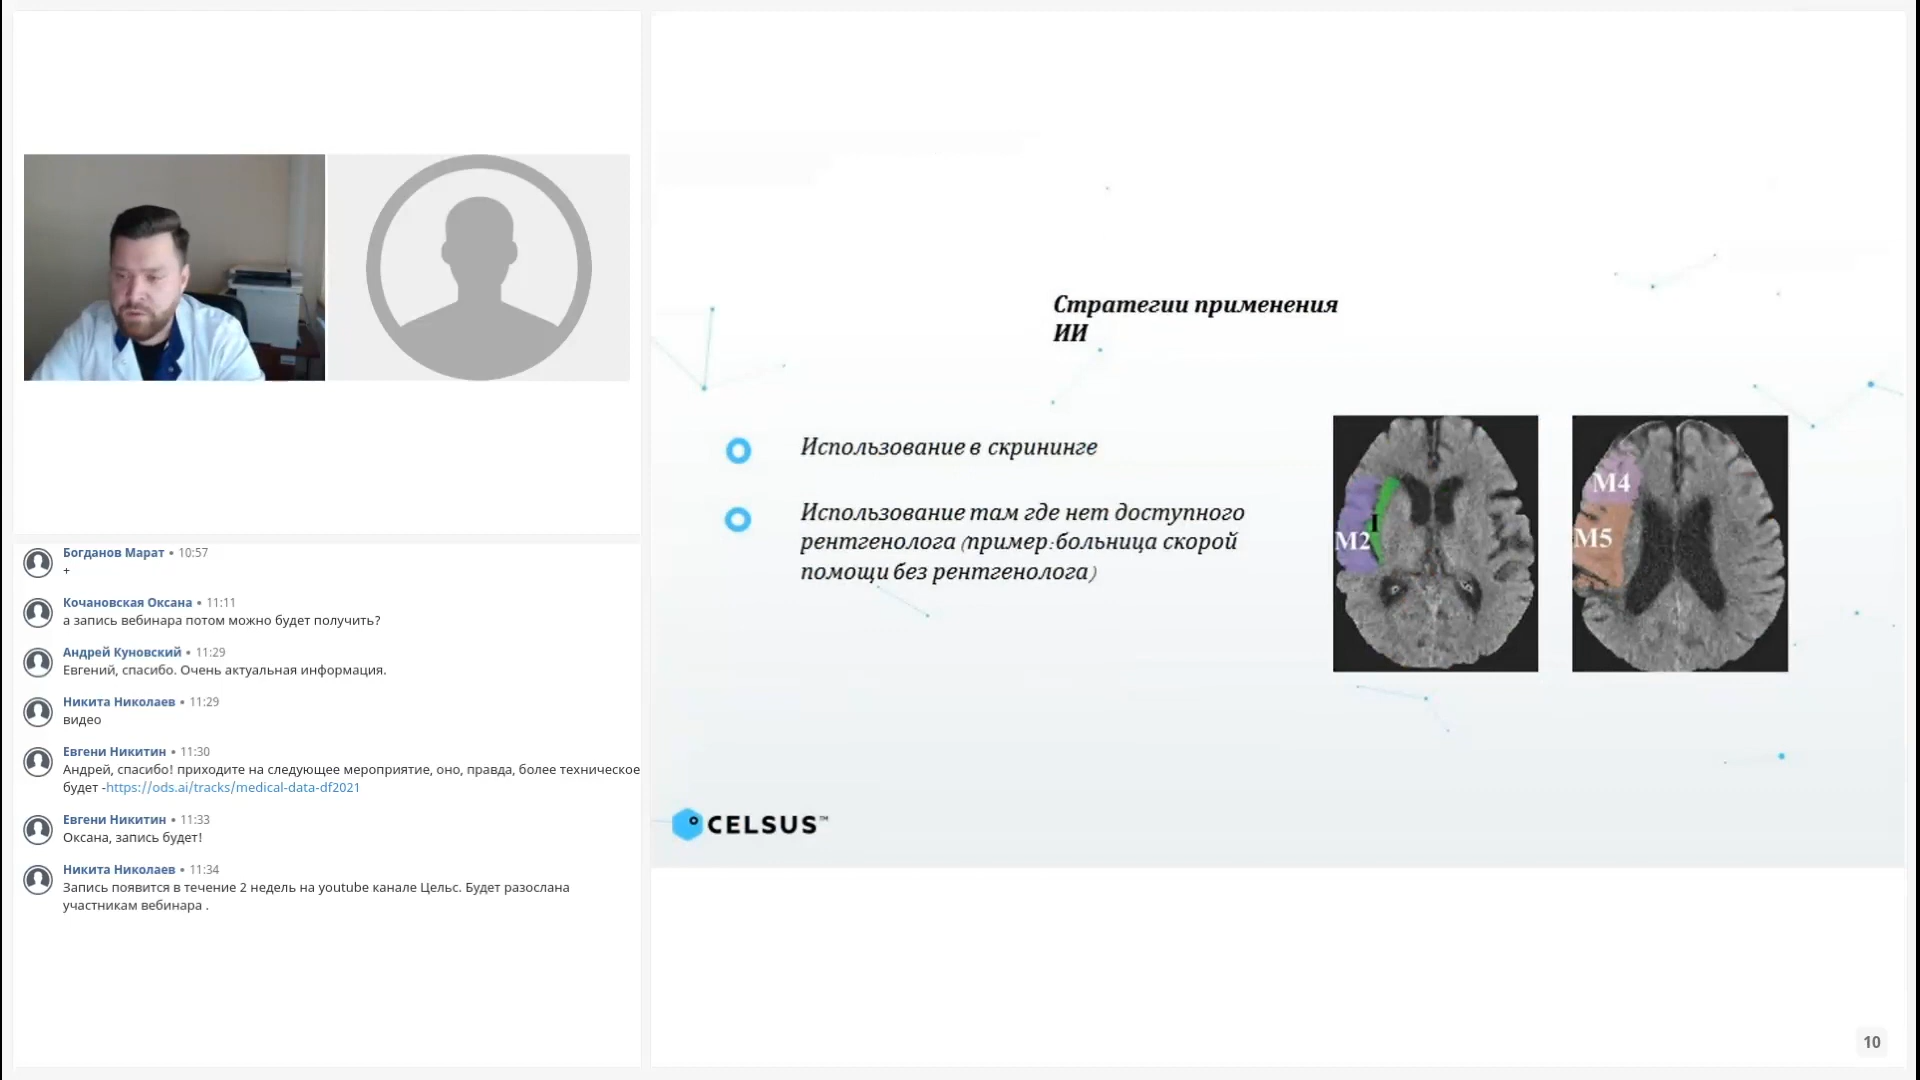 Богданов Марат • 10:57
+
Кочановская Оксана • 11:11
а запись вебинара потом можно будет получить?
Андрей Куновский • 11:29
Евгений, спасибо. Очень актуальная информация.
Никита Николаев • 11:29
видео
Евгени Никитин • 11:30
Андрей, спасибо! приходите на следующее мероприятие, оно, правда, более техническое
будет -https://ods.ai/tracks/medical-data-df2021
Евгени Никитин • 11:33
Оксана, запись будет!
Никита Николаев • 11:34
Запись появится в течение 2 недель на youtube канале Цельс. Будет разослана
участникам вебинара .
Стратегии применения
ИИ
Использование в скрининге
Использование там где нет доступного
рентгенолога (пример:больница скорой
помощи без рентгенолога)
M2
I
M4
M5
CELSUS™
10